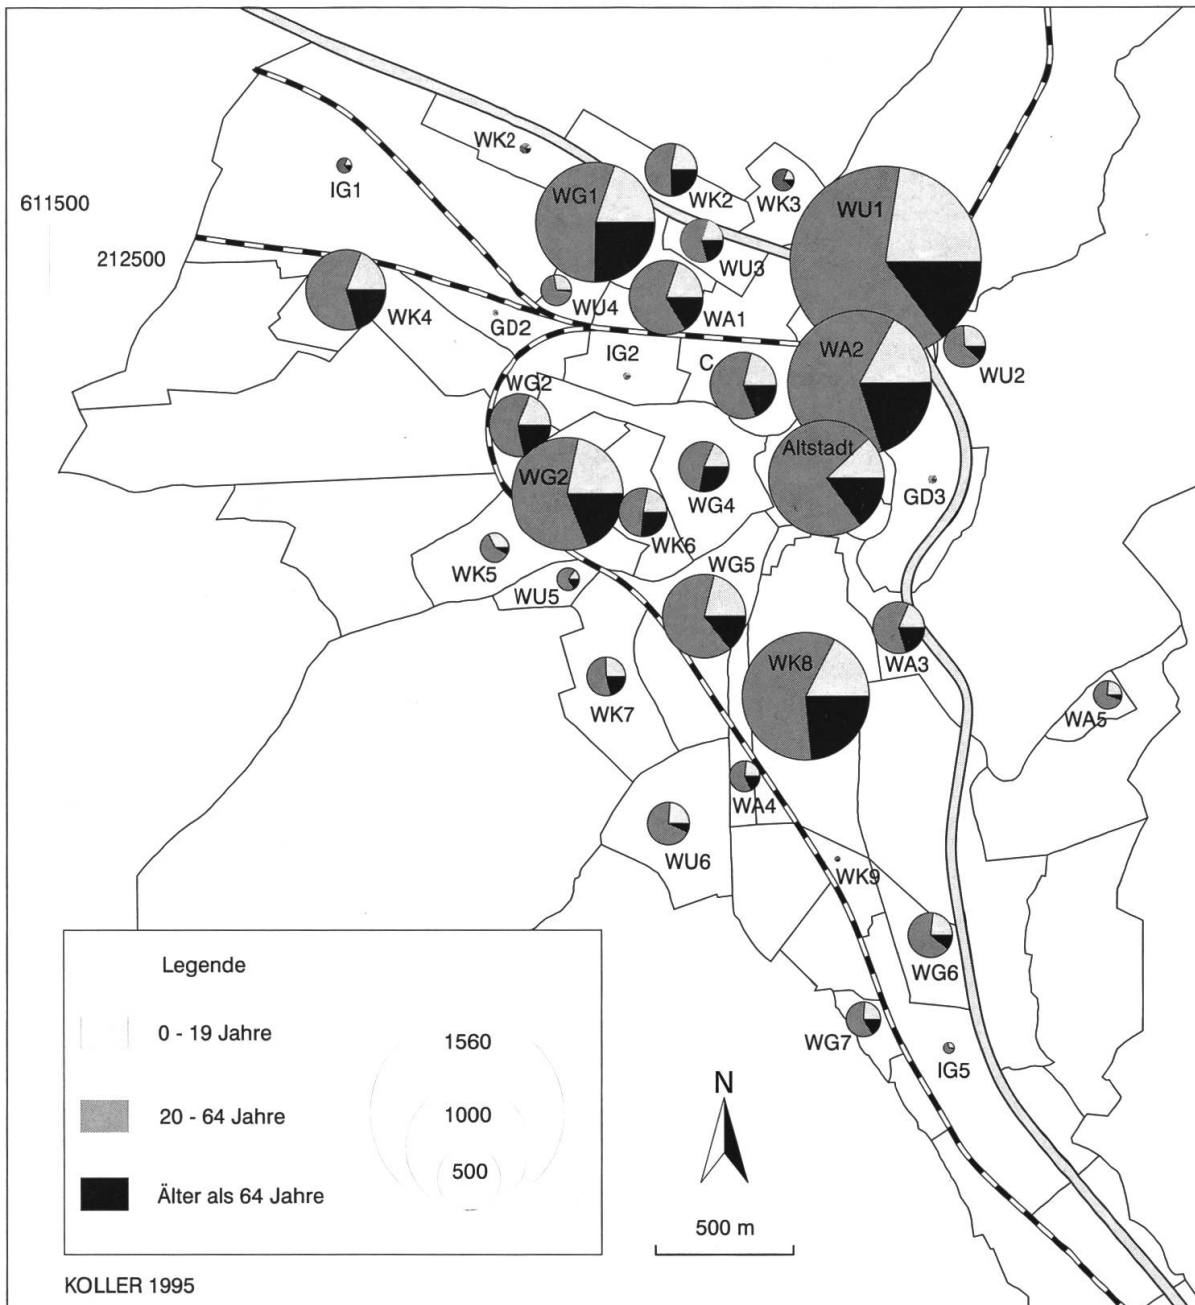 WK2
IG1
WG1
WK2
WK3
WU1
611500
WU3
212500
WU4
WA1
WK4
GD2
IG2
C
WA2
WU2
WG2
Altstadt
WG2
WG4
GD3
WK6
WK5
WG5
WU5
WK8
WA3
WK7
WA5
WA4
WU6
WK9
Legende
WG6
0 - 19 Jahre
1560
WG7
IG5
N
20 - 64 Jahre
1000
500
Älter als 64 Jahre
500 m
KOLLER 1995